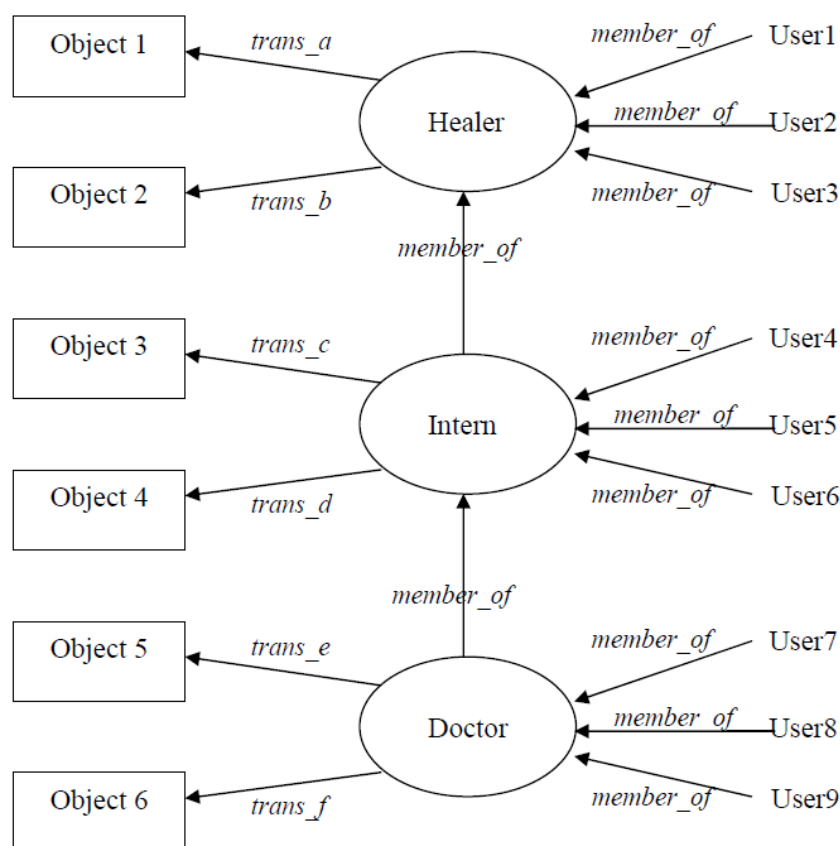 Object 1
trans_a
member_of
User1
Healer
member_of
User2
Object 2
trans_b
member_of
User3
member_of
Object 3
trans_c
member_of
User4
Intern
member_of
User5
Object 4
trans_d
member_of
User6
member_of
Object 5
trans_e
member_of
User7
Doctor
member_of
User8
Object 6
trans_f
member_of
User9